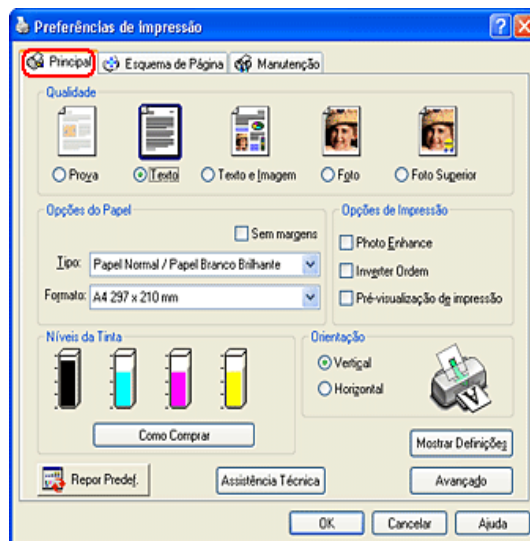 Preferências de Impressão
Principal
Esquema de Página
Manutenção
Qualidade
Prova
Texto
Texto e Imagem
Foto
Foto Superior
Opções do Papel
Sem margens
Tipo: Papel Normal / Papel Branco Brilhante
Formato: A4 297 x 210 mm
Opções de Impressão
Photo Enhance
Inverter Ordem
Pré-visualização de impressão
Níveis da Tinta
Como Comprar
Orientação
Vertical
Horizontal
Mostrar Definições
Repor Predef.
Assistência Técnica
Avançado
OK
Cancelar
Ajuda